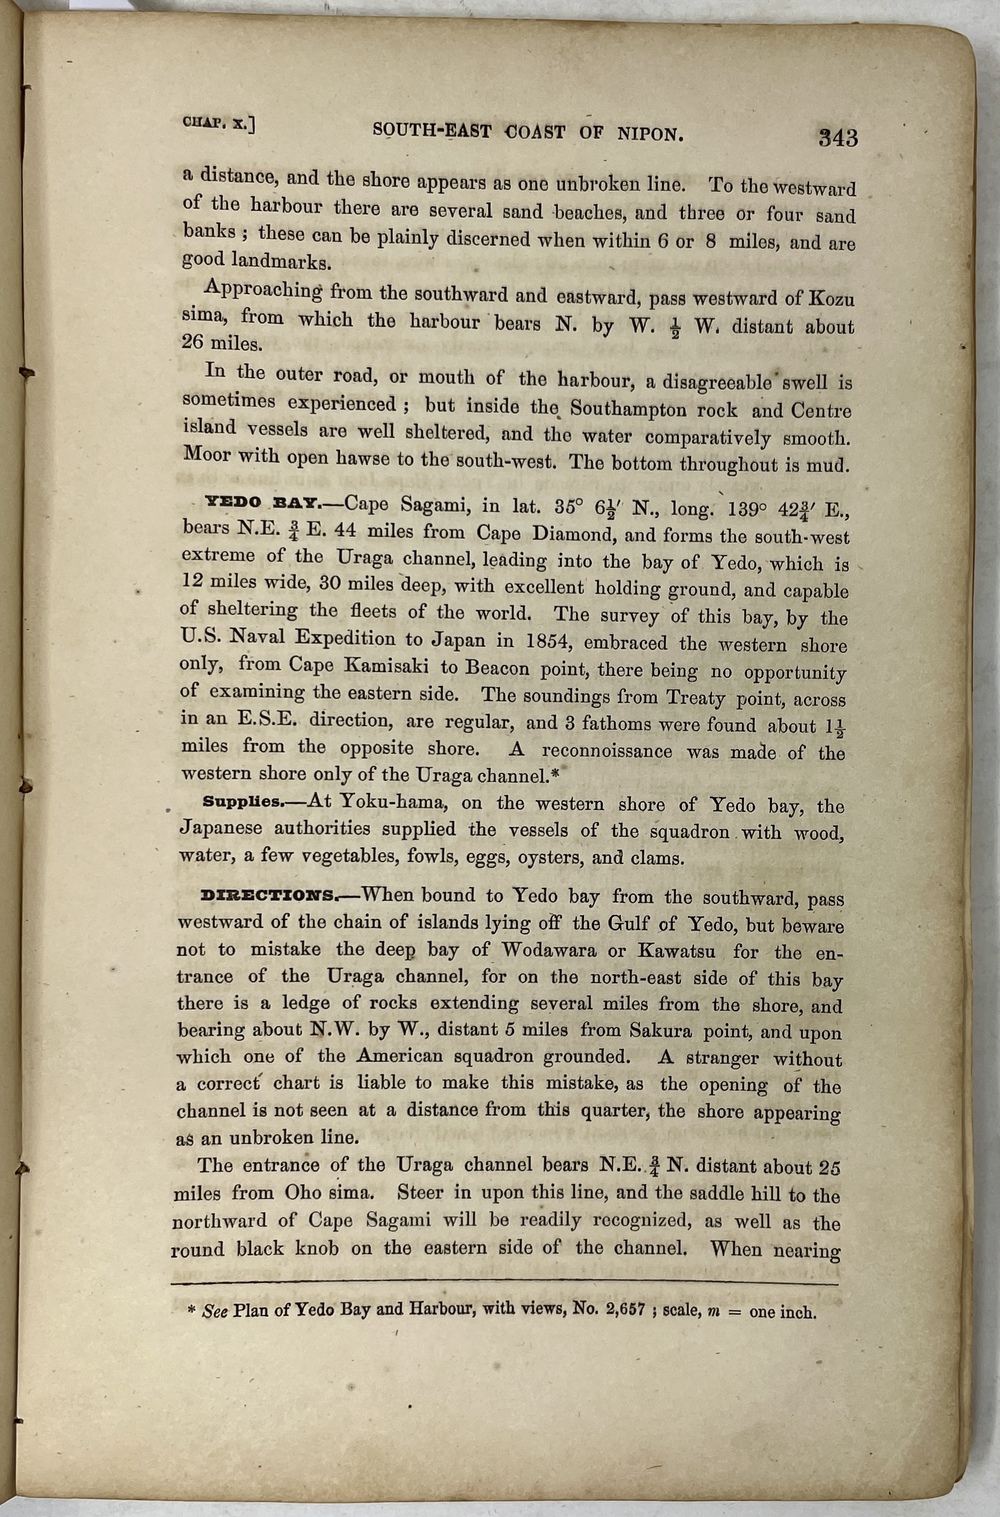 CHAP. X.] SOUTH-EAST COAST OF NIPON. 343
a distance, and the shore appears as one unbroken line. To the westward
of the harbour there are several sand beaches, and three or four sand
banks ; these can be plainly discerned when within 6 or 8 miles, and are
good landmarks.
Approaching from the southward and eastward, pass westward of Kozu
sima, from which the harbour bears N. by W. ½ W. distant about
26 miles.
In the outer road, or mouth of the harbour, a disagreeable swell is
sometimes experienced ; but inside the Southampton rock and Centre
island vessels are well sheltered, and the water comparatively smooth.
Moor with open hawse to the south-west. The bottom throughout is mud.
YEDO BAY.—Cape Sagami, in lat. 35° 6½′ N., long. 139° 42¾′ E.,
bears N.E. ¾ E. 44 miles from Cape Diamond, and forms the south-west
extreme of the Uraga channel, leading into the bay of Yedo, which is
12 miles wide, 30 miles deep, with excellent holding ground, and capable
of sheltering the fleets of the world. The survey of this bay, by the
U.S. Naval Expedition to Japan in 1854, embraced the western shore
only, from Cape Kamisaki to Beacon point, there being no opportunity
of examining the eastern side. The soundings from Treaty point, across
in an E.S.E. direction, are regular, and 3 fathoms were found about 1½
miles from the opposite shore. A reconnoissance was made of the
western shore only of the Uraga channel.*
Supplies.—At Yoku-hama, on the western shore of Yedo bay, the
Japanese authorities supplied the vessels of the squadron with wood,
water, a few vegetables, fowls, eggs, oysters, and clams.
DIRECTIONS.—When bound to Yedo bay from the southward, pass
westward of the chain of islands lying off the Gulf of Yedo, but beware
not to mistake the deep bay of Wodawara or Kawatsu for the en-
trance of the Uraga channel, for on the north-east side of this bay
there is a ledge of rocks extending several miles from the shore, and
bearing about N.W. by W., distant 5 miles from Sakura point, and upon
which one of the American squadron grounded. A stranger without
a correct chart is liable to make this mistake, as the opening of the
channel is not seen at a distance from this quarter, the shore appearing
as an unbroken line.
The entrance of the Uraga channel bears N.E. ¾ N. distant about 25
miles from Oho sima. Steer in upon this line, and the saddle hill to the
northward of Cape Sagami will be readily recognized, as well as the
round black knob on the eastern side of the channel. When nearing
* See Plan of Yedo Bay and Harbour, with views, No. 2,657 ; scale, m = one inch.